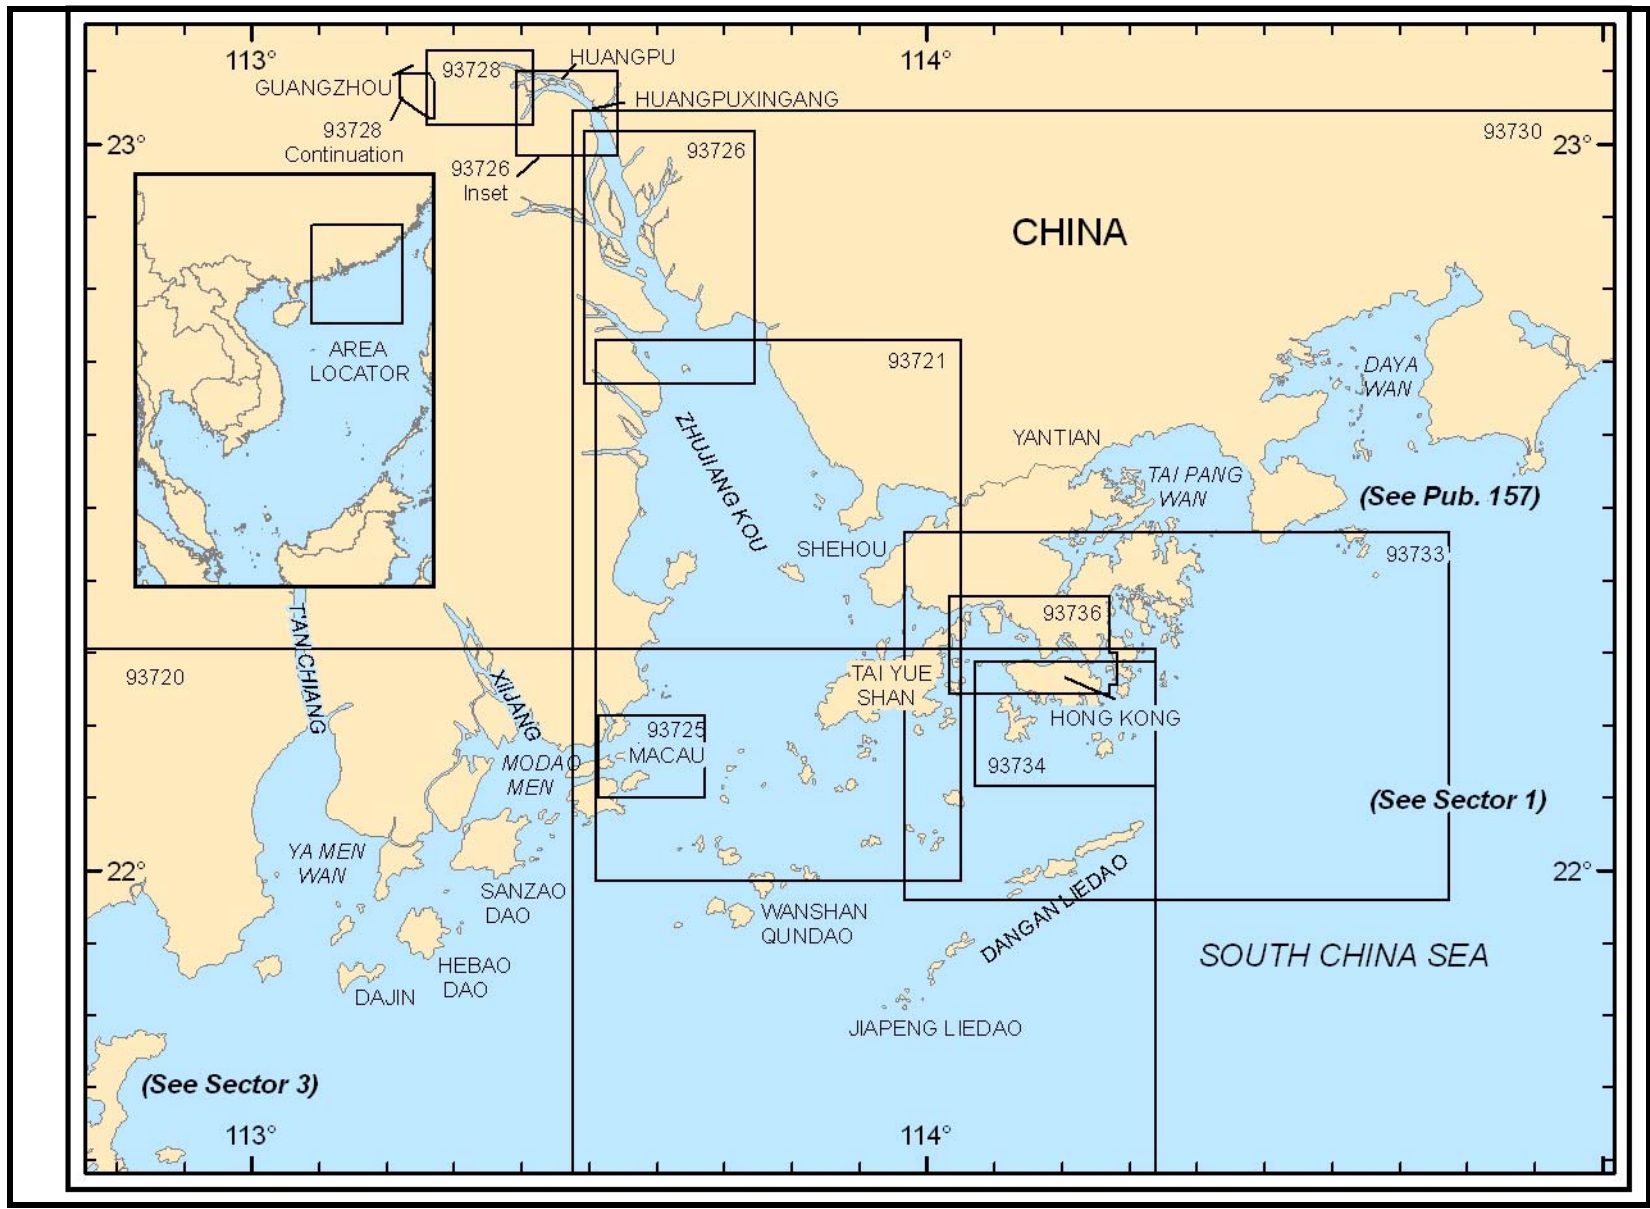 113°
114°
HUANGPU
93728
GUANGZHOU
HUANGPUXINGANG
93728
Continuation
93730
23°
23°
93726
93726
Inset
CHINA
AREA
LOCATOR
93721
DAYA
WAN
ZHUJIANG KOU
YANTIAN
TAI PANG
WAN
(See Pub. 157)
SHEHOU
93733
93736
T'AN CHIANG
93720
XIJIANG
TAI YUE
SHAN
HONG KONG
93725
MACAU
MODAO
MEN
93734
(See Sector 1)
YA MEN
WAN
22°
22°
SANZAO
DAO
DANGAN LIEDAO
WANSHAN
QUNDAO
SOUTH CHINA SEA
HEBAO
DAO
DAJIN
JIAPENG LIEDAO
(See Sector 3)
113°
114°